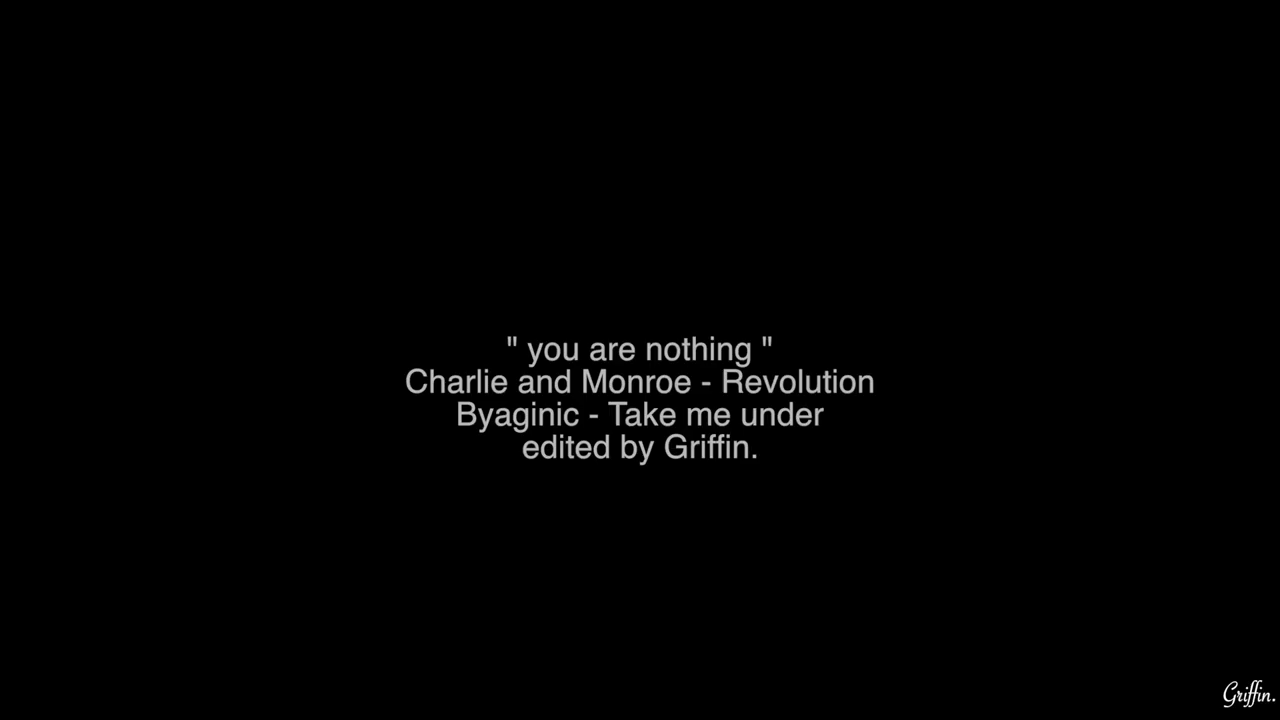 " you are nothing "
Charlie and Monroe - Revolution
Byaginic - Take me under
edited by Griffin.
Griffin.